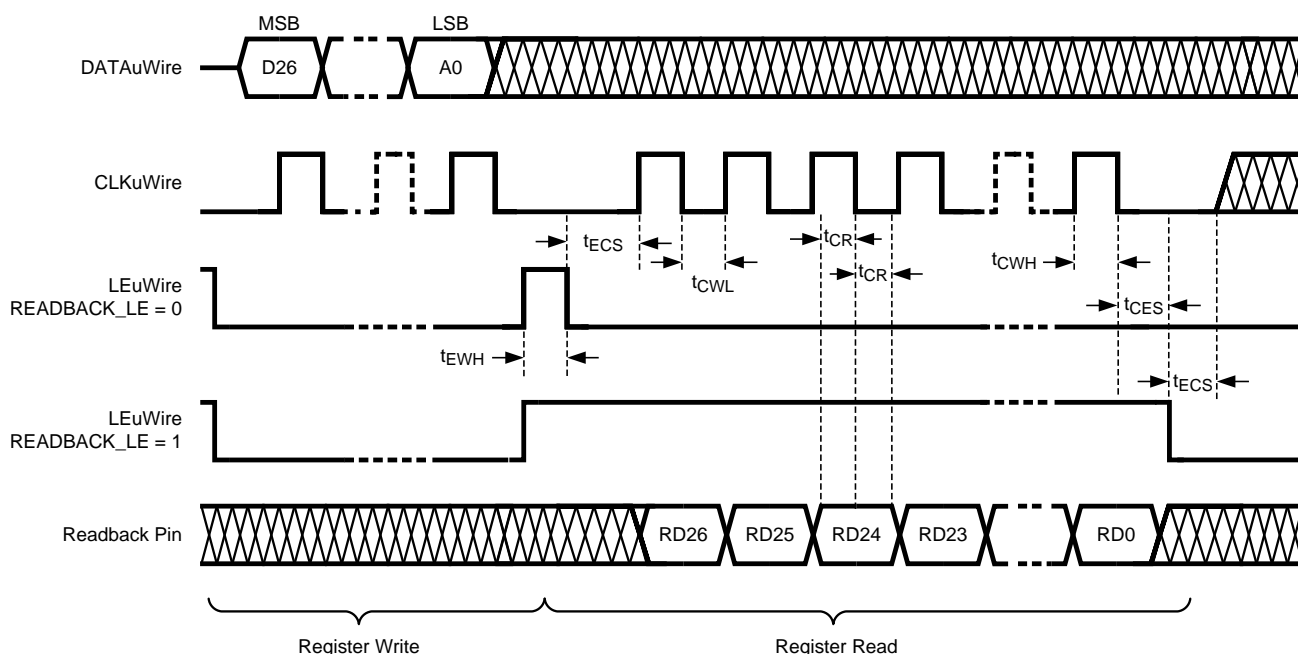 MSB LSB
DATAuWire D26 A0
CLKuWire
tECS tCR tCWH
tCWL tCR
LEuWire
READBACK_LE = 0
tCES
tEWH
tECS
LEuWire
READBACK_LE = 1
Readback Pin RD26 RD25 RD24 RD23 RD0
Register Write Register Read